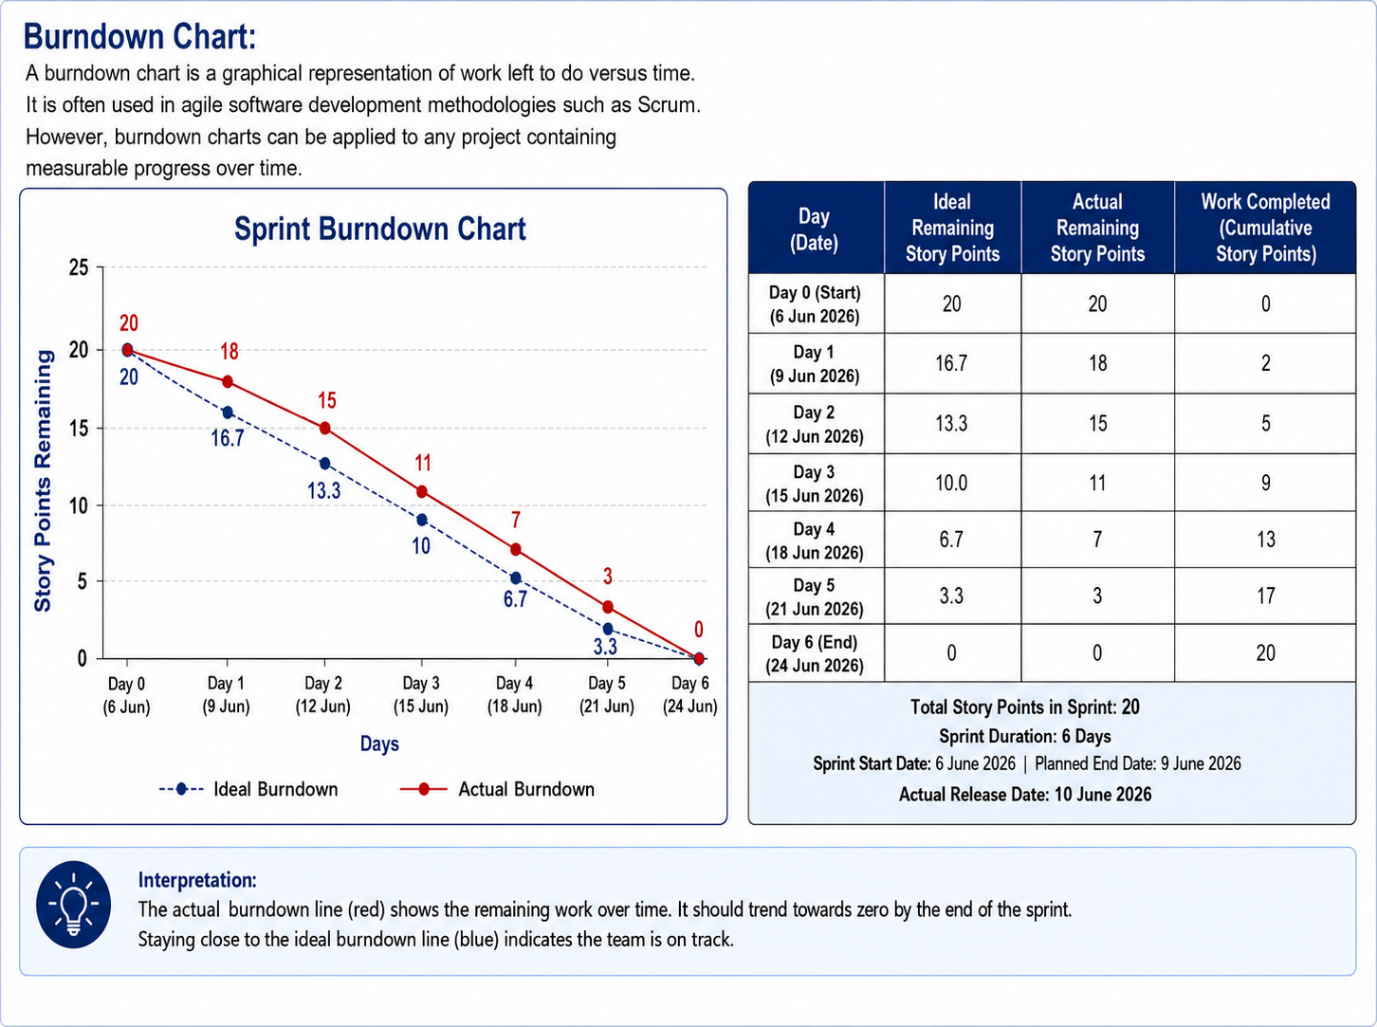 Burndown Chart:
A burndown chart is a graphical representation of work left to do versus time.
It is often used in agile software development methodologies such as Scrum.
However, burndown charts can be applied to any project containing
measurable progress over time.
Sprint Burndown Chart
Story Points Remaining
25
20
15
10
5
0
20
18
15
11
7
3
0
20
16.7
13.3
10
6.7
3.3
Day 0 Day 1 Day 2 Day 3 Day 4 Day 5 Day 6
(6 Jun) (9 Jun) (12 Jun) (15 Jun) (18 Jun) (21 Jun) (24 Jun)
Days
Ideal Burndown Actual Burndown
Day
(Date)
Ideal
Remaining
Story Points
Actual
Remaining
Story Points
Work Completed
(Cumulative
Story Points)
Day 0 (Start)
(6 Jun 2026)
20 20 0
Day 1
(9 Jun 2026)
16.7 18 2
Day 2
(12 Jun 2026)
13.3 15 5
Day 3
(15 Jun 2026)
10.0 11 9
Day 4
(18 Jun 2026)
6.7 7 13
Day 5
(21 Jun 2026)
3.3 3 17
Day 6 (End)
(24 Jun 2026)
0 0 20
Total Story Points in Sprint: 20
Sprint Duration: 6 Days
Sprint Start Date: 6 June 2026 | Planned End Date: 9 June 2026
Actual Release Date: 10 June 2026
Interpretation:
The actual burndown line (red) shows the remaining work over time. It should trend towards zero by the end of the sprint.
Staying close to the ideal burndown line (blue) indicates the team is on track.